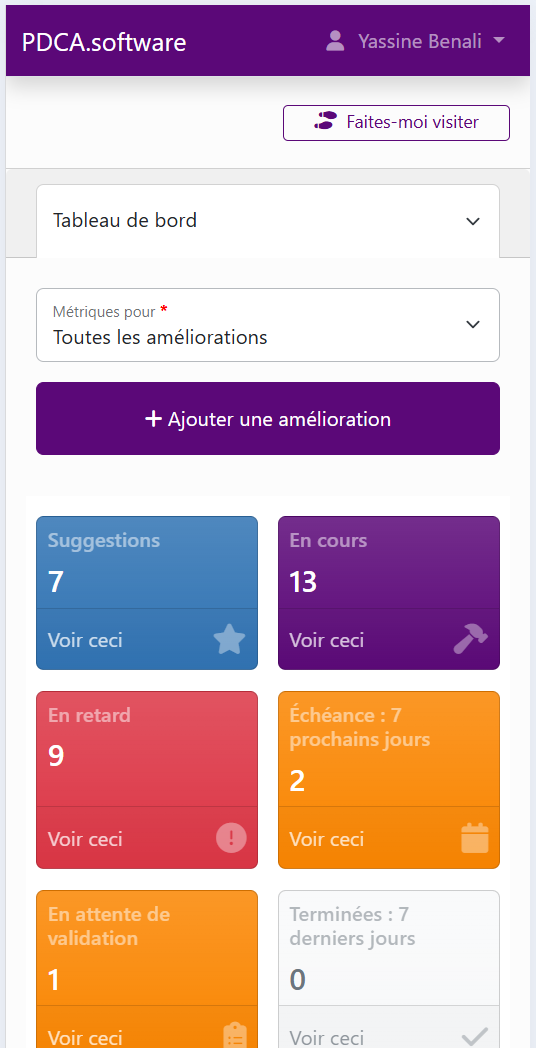 PDCA.software
Yassine Benali
Faites-moi visiter
Tableau de bord
Métriques pour *
Toutes les améliorations
+ Ajouter une amélioration
Suggestions
7
Voir ceci
En cours
13
Voir ceci
En retard
9
Voir ceci
Échéance : 7
prochains jours
2
Voir ceci
En attente de
validation
1
Voir ceci
Terminées : 7
derniers jours
0
Voir ceci